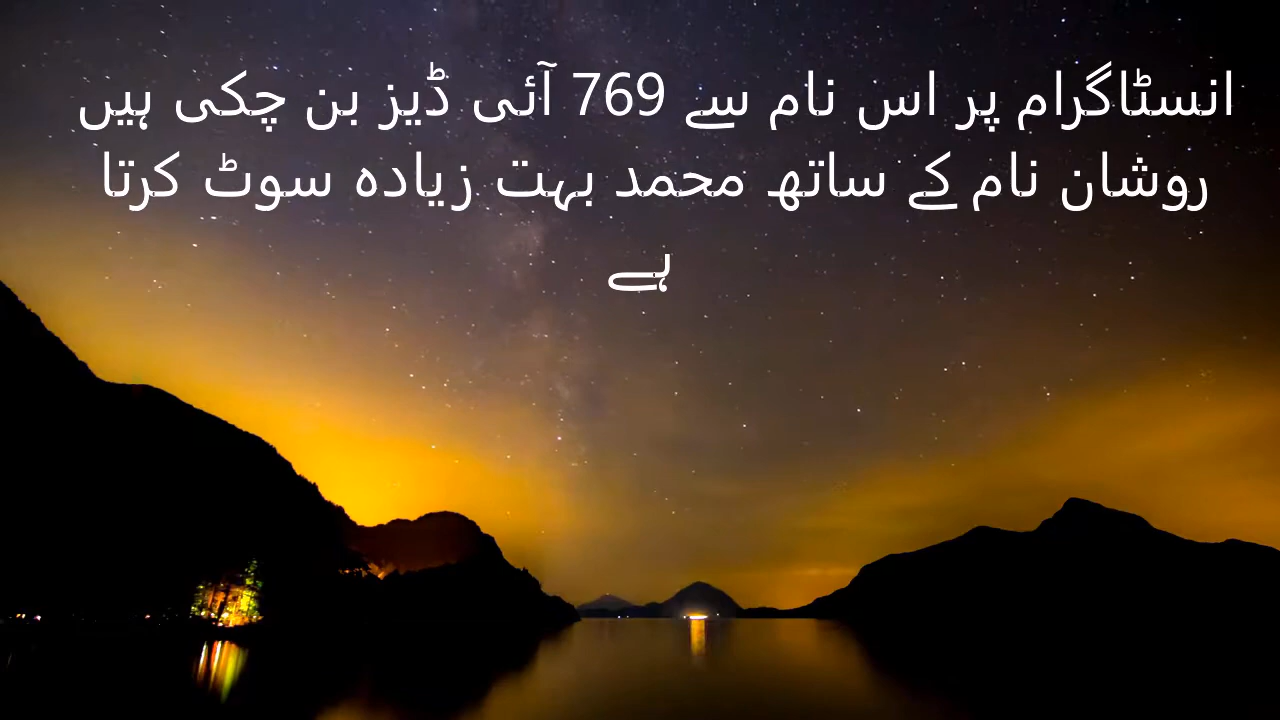 انسٹاگرام پر اس نام سے 769 آئی ڈیز بن چکی ہیں
روشان نام کے ساتھ محمد بہت زیادہ سوٹ کرتا
ہے